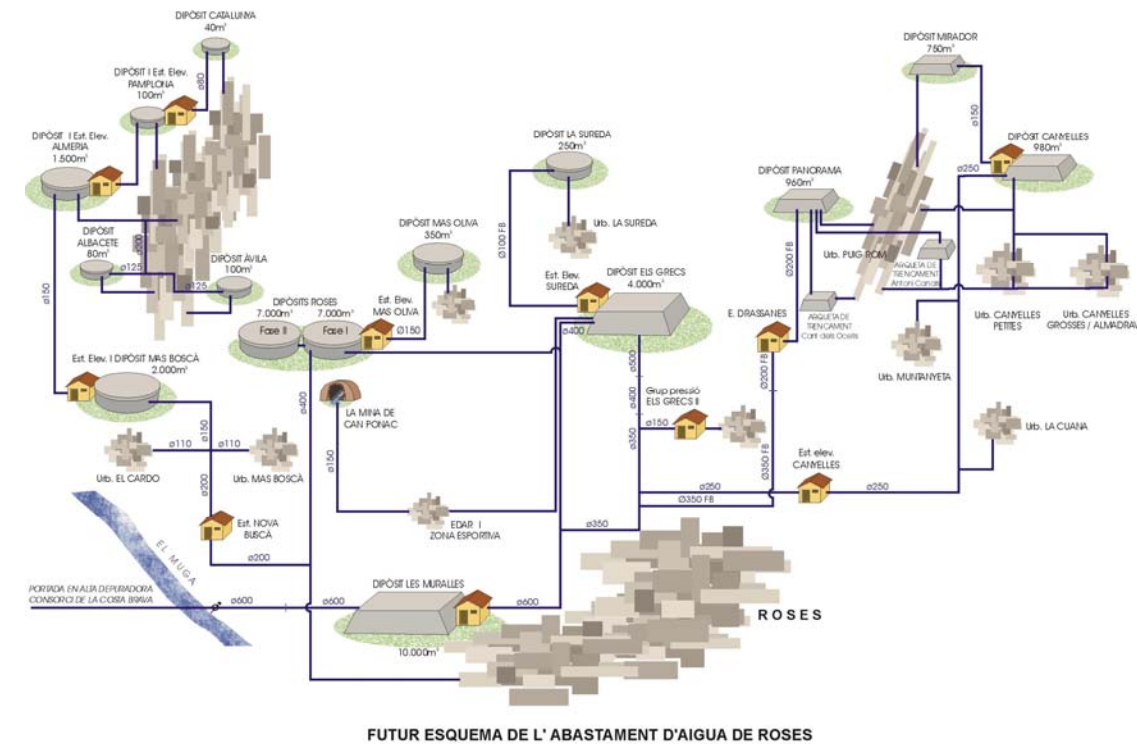 DIPÒSIT CATALUNYA
40m³
DIPÒSIT MIRADOR
750m³
DIPÒSIT I Est. Elev.
PAMPLONA
100m³
ø80
ø150
DIPÒSIT I Est. Elev.
ALMERIA
1.500m³
DIPÒSIT LA SUREDA
250m³
DIPÒSIT CANYELLES
980m³
ø250
DIPÒSIT PANORAMA
960m³
DIPÒSIT MAS OLIVA
350m³
Urb. LA SUREDA
Ø100 FB
DIPÒSIT
ALBACETE
80m³
ø200
ø125
ø125
DIPÒSIT ÀVILA
100m³
Urb. PUIG ROM
ARQUETA DE
TRENCAMENT
Antoni Canals
Ø200 FB
Est. Elev.
SUREDA
DIPÒSIT ELS GRECS
4.000m³
ø150
DIPÒSITS ROSES
7.000m³
7.000m³
Fase II
Fase I
Est. Elev.
MAS OLIVA
Ø150
ø400
E. DRASSANES
ARQUETA DE
TRENCAMENT
Cant dels Ocells
Urb. CANYELLES
PETITES
Urb. CANYELLES
GROSSES / ALMADRAVA
Est. Elev. I DIPÒSIT MAS BOSCÀ
2.000m³
ø500
Ø200 FB
Urb. MUNTANYETA
ø400
LA MINA DE
CAN PONAC
ø400
Grup pressió
ELS GRECS II
ø150
ø150
ø110
ø110
ø350
Urb. LA CUANA
Urb. EL CARDO
Urb. MAS BOSCÀ
ø150
Ø350 FB
Est. elev.
CANYELLES
ø200
ø250
ø250
Ø350 FB
Est. NOVA
BUSCÀ
EDAR I
ZONA ESPORTIVA
ø350
EL MUGA
ø200
PORTADA EN ALTA DEPURADORA
CONSORCI DE LA COSTA BRAVA
DIPÒSIT LES MURALLES
ø600
ø600
ø600
10.000m³
ROSES
FUTUR ESQUEMA DE L' ABASTAMENT D'AIGUA DE ROSES